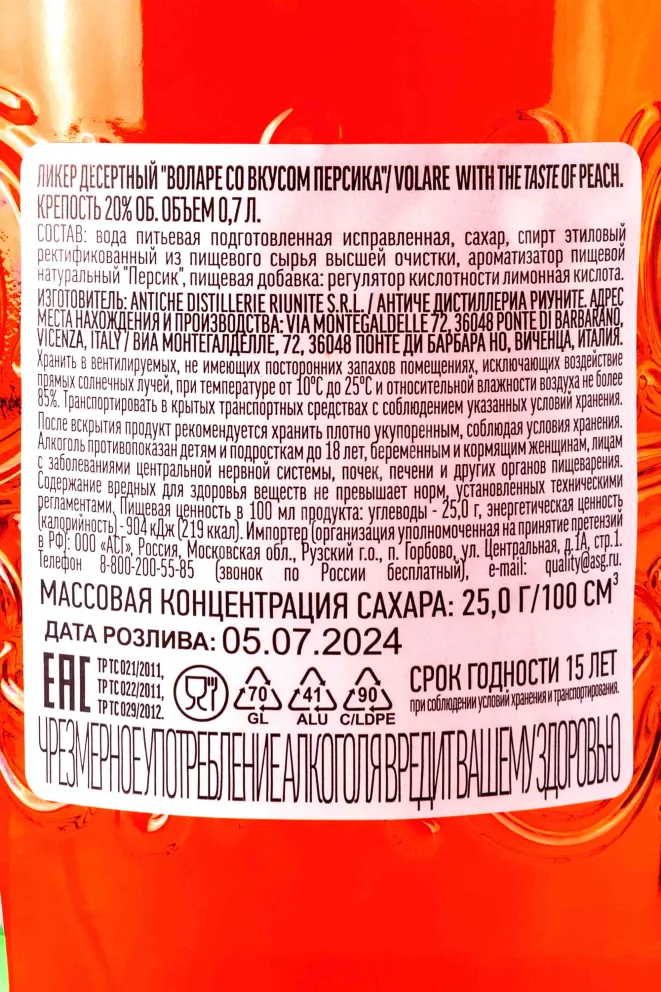 ЛИКЕР ДЕСЕРТНЫЙ "ВОЛАРЕ СО ВКУСОМ ПЕРСИКА"/ VOLARE WITH THE TASTE OF PEACH.
КРЕПОСТЬ 20% ОБ. ОБЪЕМ 0,7 Л.
СОСТАВ: вода питьевая подготовленная исправленная, сахар, спирт этиловый
ректификованный из пищевого сырья высшей очистки, ароматизатор пищевой
натуральный "Персик", пищевая добавка: регулятор кислотности лимонная кислота.
ИЗГОТОВИТЕЛЬ: ANTICHE DISTILLERIE RIUNITE S.R.L. / АНТИЧЕ ДИСТИЛЛЕРИА РИУНИТЕ. АДРЕС
МЕСТА НАХОЖДЕНИЯ И ПРОИЗВОДСТВА: VIA MONTEGALDELLE 72, 36048 PONTE DI BARBARANO,
VICENZA, ITALY / ВИА МОНТЕГАЛДЕЛЛЕ, 72, 36048 ПОНТЕ ДИ БАРБАРА НО, ВИЧЕНЦА, ИТАЛИЯ.
Хранить в вентилируемых, не имеющих посторонних запахов помещениях, исключающих воздействие
прямых солнечных лучей, при температуре от 10°С до 25°С и относительной влажности воздуха не более
85%. Транспортировать в крытых транспортных средствах с соблюдением указанных условий хранения.
После вскрытия продукт рекомендуется хранить плотно укупоренным, соблюдая условия хранения.
Алкоголь противопоказан детям и подросткам до 18 лет, беременным и кормящим женщинам, лицам
с заболеваниями центральной нервной системы, почек, печени и других органов пищеварения.
Содержание вредных для здоровья веществ не превышает норм, установленных техническими
регламентами. Пищевая ценность в 100 мл продукта: углеводы - 25,0 г, энергетическая ценность
(калорийность) - 904 кДж (219 ккал). Импортер (организация уполномоченная на принятие претензий
в РФ): ООО «АСГ», Россия, Московская обл., Рузский г.о., п. Горбово, ул. Центральная, д.1А, стр.1.
Телефон 8-800-200-55-85 (звонок по России бесплатный), e-mail: quality@asg.ru.
МАССОВАЯ КОНЦЕНТРАЦИЯ САХАРА: 25,0 Г/100 СМ³
ДАТА РОЗЛИВА: 05.07.2024
ЕАС
ТР ТС 021/2011,
ТР ТС 022/2011,
ТР ТС 029/2012.
70
GL
41
ALU
90
C/LDPE
СРОК ГОДНОСТИ 15 ЛЕТ
при соблюдении условий хранения и транспортирования.
ЧРЕЗМЕРНОЕ УПОТРЕБЛЕНИЕ АЛКОГОЛЯ ВРЕДИТ ВАШЕМУ ЗДОРОВЬЮ